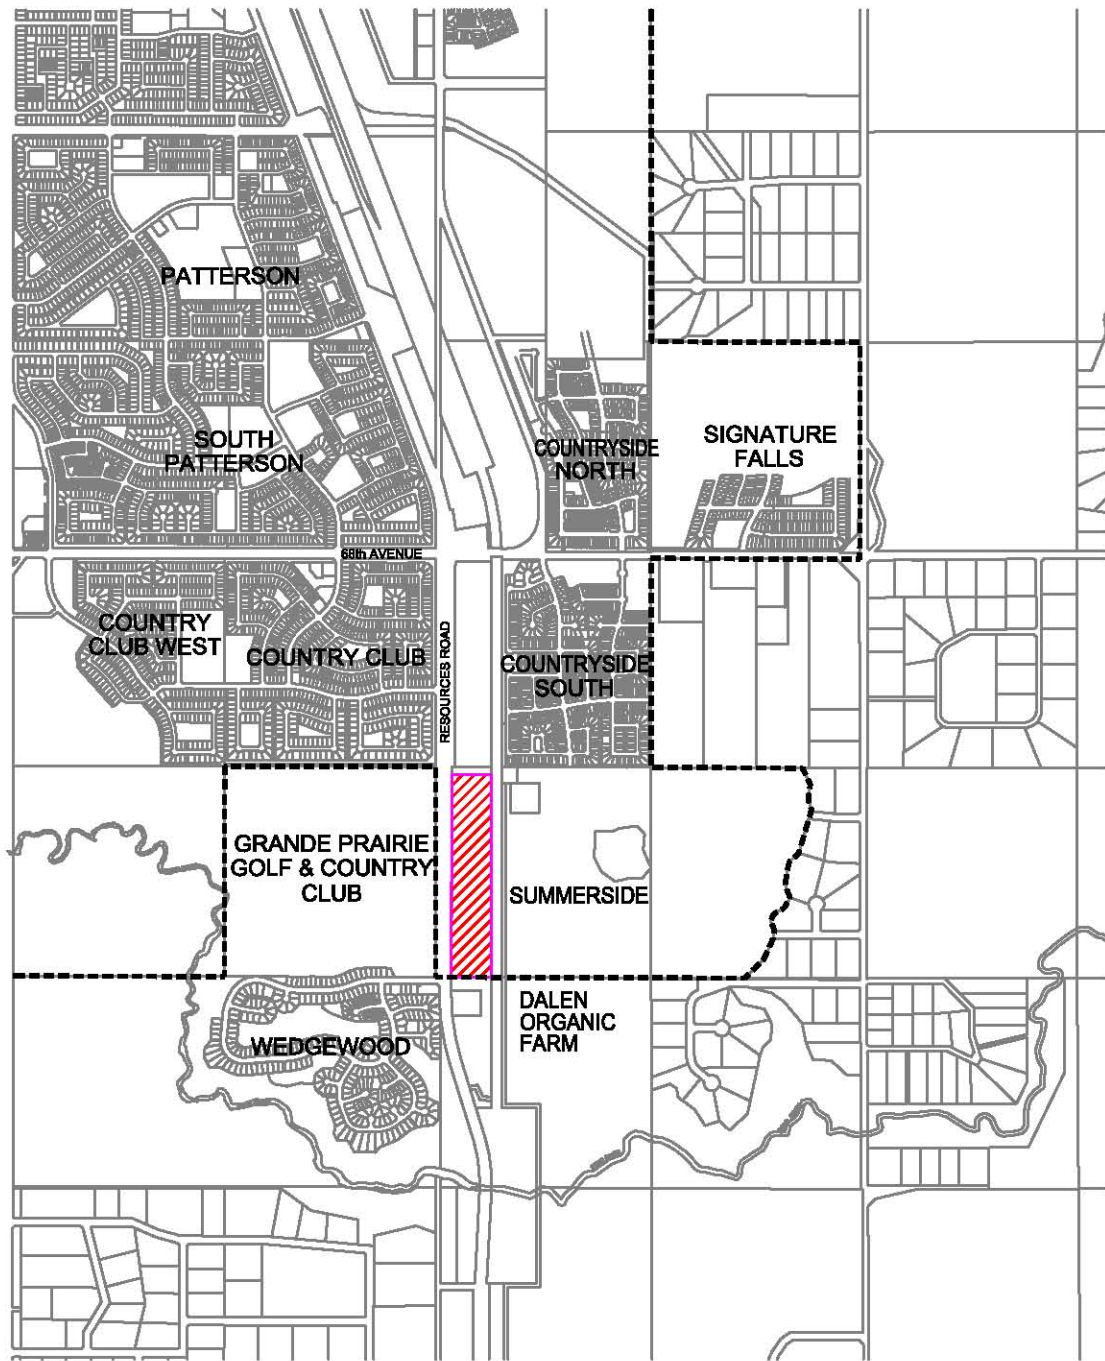 PATTERSON
SOUTH
PATTERSON
COUNTRYSIDE
NORTH
SIGNATURE
FALLS
68th AVENUE
COUNTRY
CLUB WEST
COUNTRY CLUB
RESOURCES ROAD
COUNTRYSIDE
SOUTH
GRANDE PRAIRIE
GOLF & COUNTRY
CLUB
SUMMERSIDE
DALEN
ORGANIC
FARM
WEDGEWOOD